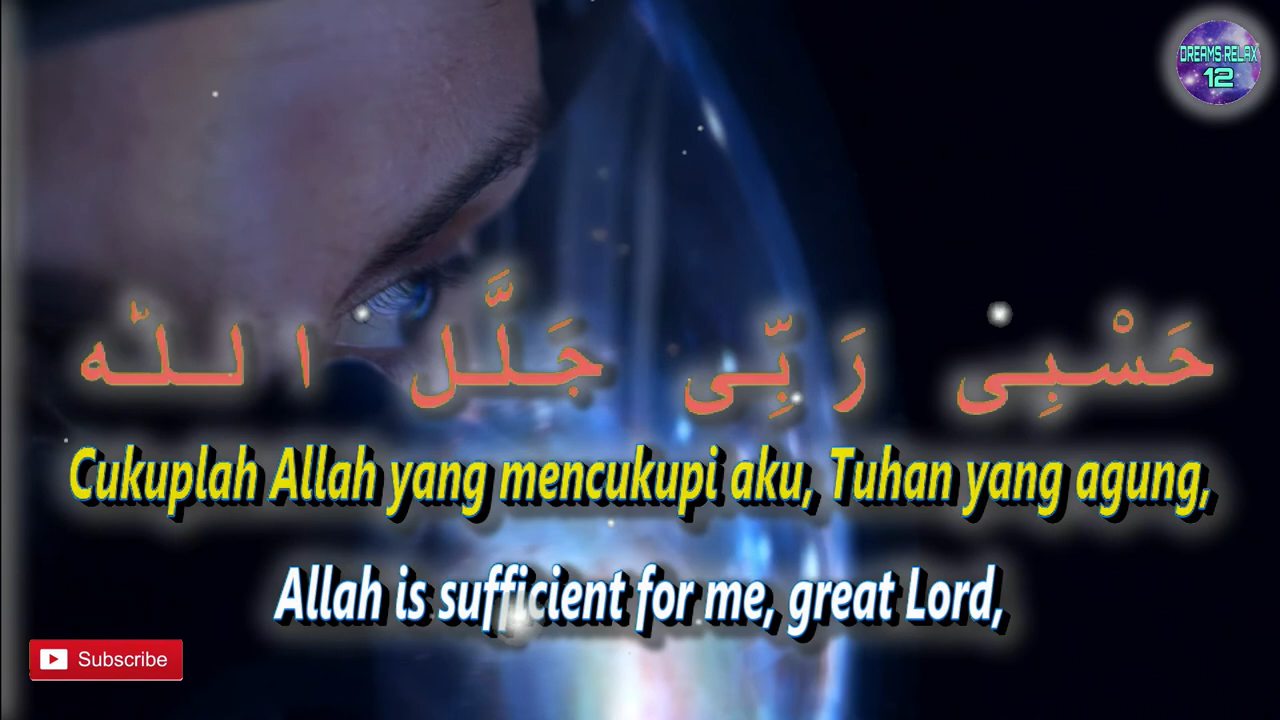 DREAMS RELAX
12
حَسْبِى رَبِّى جَلَّل اللّٰه
Cukuplah Allah yang mencukupi aku, Tuhan yang agung,
Allah is sufficient for me, great Lord,
Subscribe